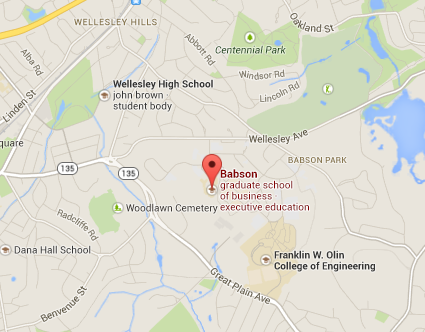 WELLESLEY HILLS
Oakland St
Abbott Rd
Centennial Park
Alha Rd
Windsor Rd
Wellesley High School
john brown
student body
Lincoln Rd
Linden St
Wellesley Ave
Square
BABSON PARK
135
135
Babson
graduate school
of business
executive education
Woodlawn Cemetery
Radcliffe Rd
Dana Hall School
Franklin W. Olin
College of Engineering
Great Plain Ave
Benvenue St